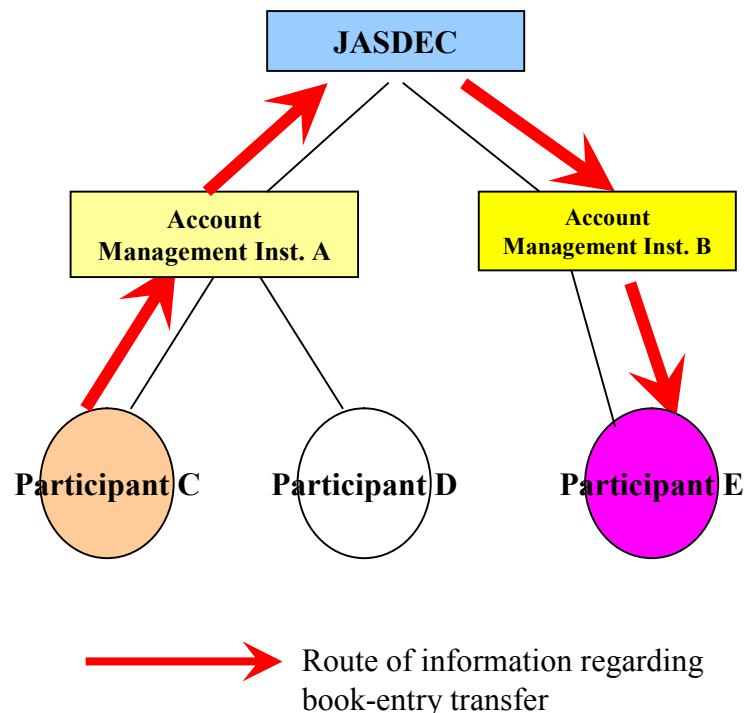 JASDEC
Account
Management Inst. A
Account
Management Inst. B
Participant C
Participant D
Participant E
Route of information regarding
book-entry transfer